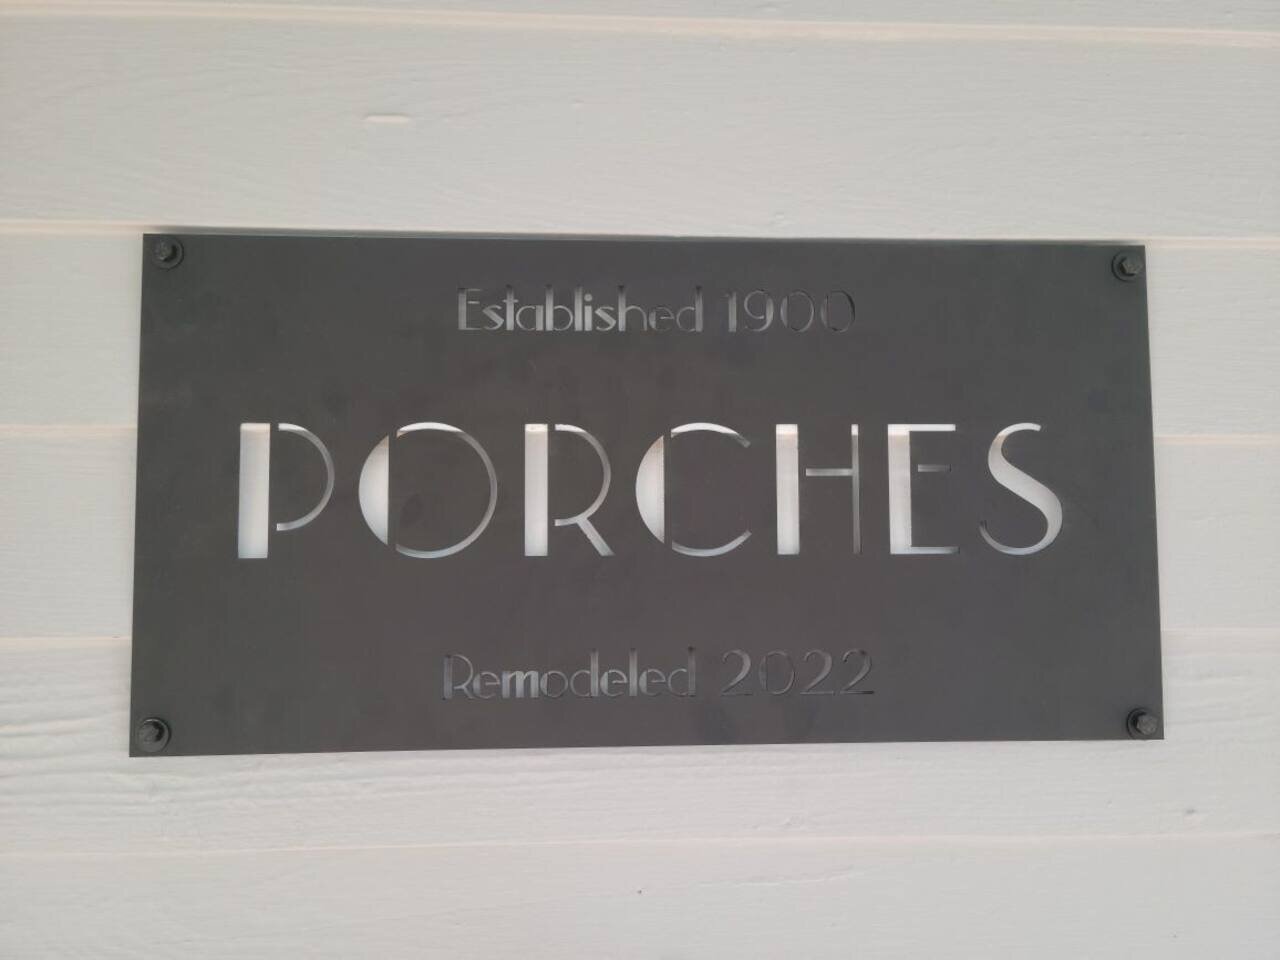 Established 1900
PORCHES
Remodeled 2022